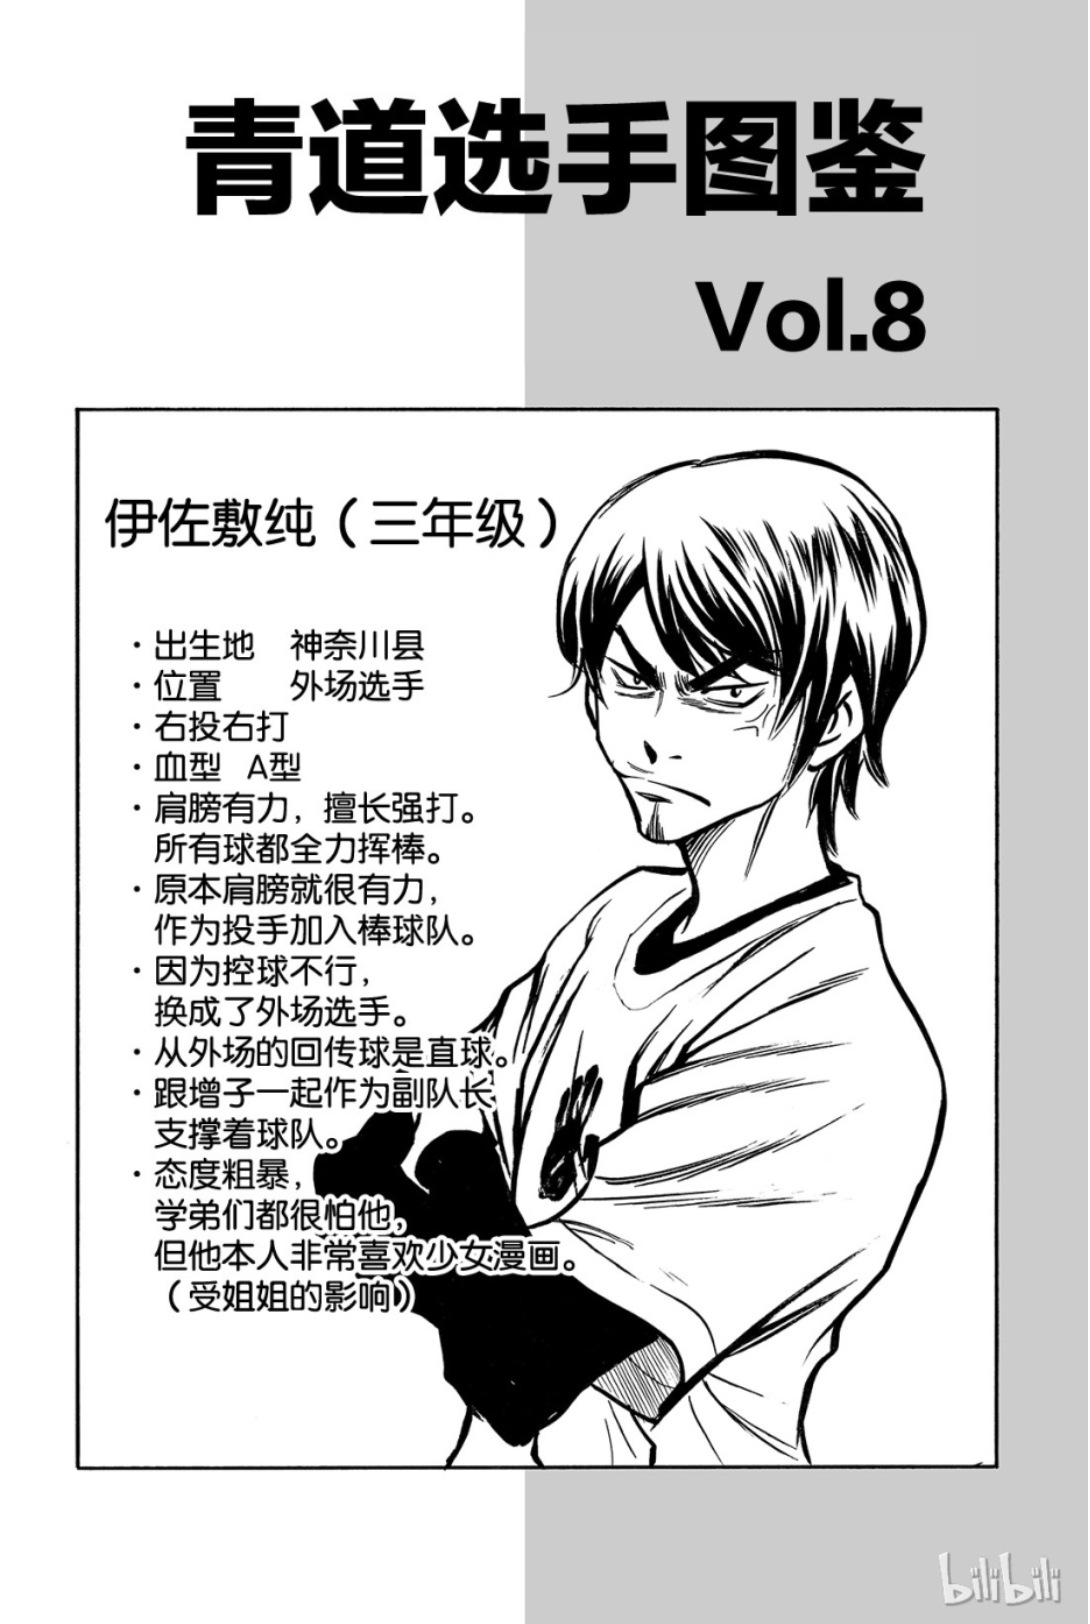 青道选手图鉴
Vol.8
伊佐敷纯（三年级）
·出生地 神奈川县
·位置 外场选手
·右投右打
·血型 A型
·肩膀有力，擅长强打。
所有球都全力挥棒。
·原本肩膀就很有力，
作为投手加入棒球队。
·因为控球不行，
换成了外场选手。
·从外场的回传球是直球。
·跟增子一起作为副队长
支撑着球队。
·态度粗暴，
学弟们都很怕他，
但他本人非常喜欢少女漫画。
（受姐姐的影响）
bilibili